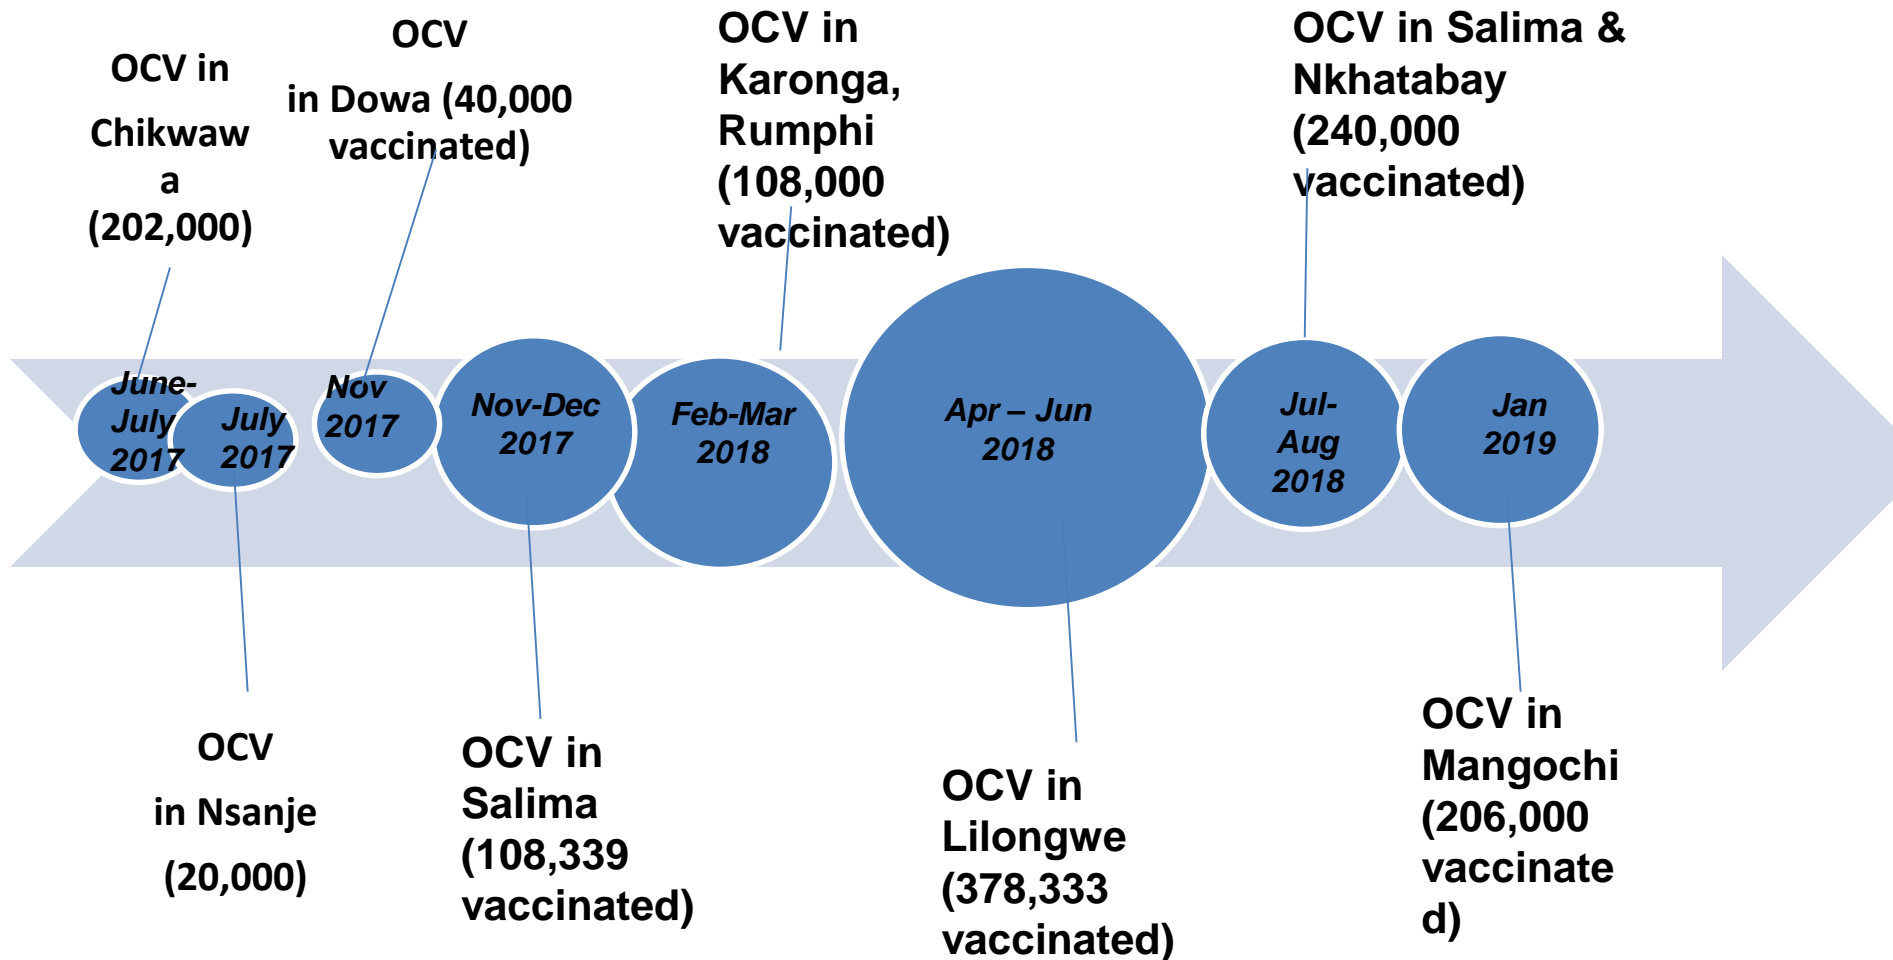 OCV in
Chikwaw
a
(202,000)
OCV
in Dowa (40,000
vaccinated)
OCV in
Karonga,
Rumphi
(108,000
vaccinated)
OCV in Salima &
Nkhatabay
(240,000
vaccinated)
June-
July
2017
July
2017
Nov
2017
Nov-Dec
2017
Feb-Mar
2018
Apr – Jun
2018
Jul-
Aug
2018
Jan
2019
OCV
in Nsanje
(20,000)
OCV in
Salima
(108,339
vaccinated)
OCV in
Lilongwe
(378,333
vaccinated)
OCV in
Mangochi
(206,000
vaccinate
d)